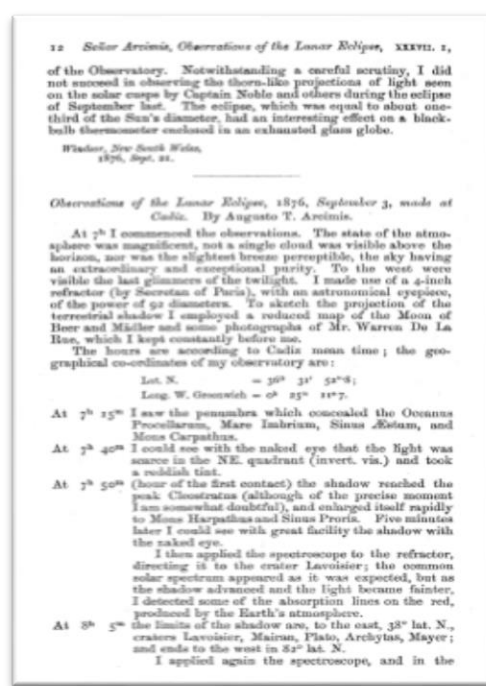 12 Señor Arcimis, Observations of the Lunar Eclipse, XXXVII. 1,
of the Observatory. Notwithstanding a careful scrutiny, I did
not succeed in observing the thorn-like projections of light seen
on the solar cusps by Captain Noble and others during the eclipse
of September last. The eclipse, which was equal to about one-
third of the Sun's diameter, had an interesting effect on a black-
bulb thermometer enclosed in an exhausted glass globe.
Windsor, New South Wales,
1876, Sept. 21.
Observations of the Lunar Eclipse, 1876, September 3, made at
Cadiz. By Augusto T. Arcimis.
At 7h I commenced the observations. The state of the atmo-
sphere was magnificent, not a single cloud was visible above the
horizon, nor was the slightest breeze perceptible, the sky having
an extraordinary and exceptional purity. To the west were
visible the last glimmers of the twilight. I made use of a 4-inch
refractor (by Secretan of Paris), with an astronomical eyepiece,
of the power of 92 diameters. To sketch the projection of the
terrestrial shadow I employed a reduced map of the Moon of
Beer and Mädler and some photographs of Mr. Warren De La
Rue, which I kept constantly before me.
The hours are according to Cadiz mean time; the geo-
graphical co-ordinates of my observatory are:
Lat. N. = 36° 31'
Long. W. Greenwich = 0h 25m
At 7h 15m I saw the penumbra which concealed the Oceanus
Procellarum, Mare Imbrium, Sinus Æstum, and
Mons Carpathus.
At 7h 40m I could see with the naked eye that the light was
scarce in the NE. quadrant (invert. vis.) and took
a reddish tint.
At 7h 50m (hour of the first contact) the shadow reached the
peak Cleostratus (although of the precise moment
I am somewhat doubtful), and enlarged itself rapidly
to Mons Harpathus and Sinus Proris. Five minutes
later I could see with great facility the shadow with
the naked eye.
I then applied the spectroscope to the refractor,
directing it to the crater Lavoisier; the common
solar spectrum appeared as it was expected, but as
the shadow advanced and the light became fainter,
I detected some of the absorption lines on the red,
produced by the Earth's atmosphere.
At 8h 5m the limits of the shadow are, to the east, 38° lat. N.,
craters Lavoisier, Mairan, Plato, Archytas, Mayer;
and ends to the west in 82° lat. N.
I applied again the spectroscope, and in the